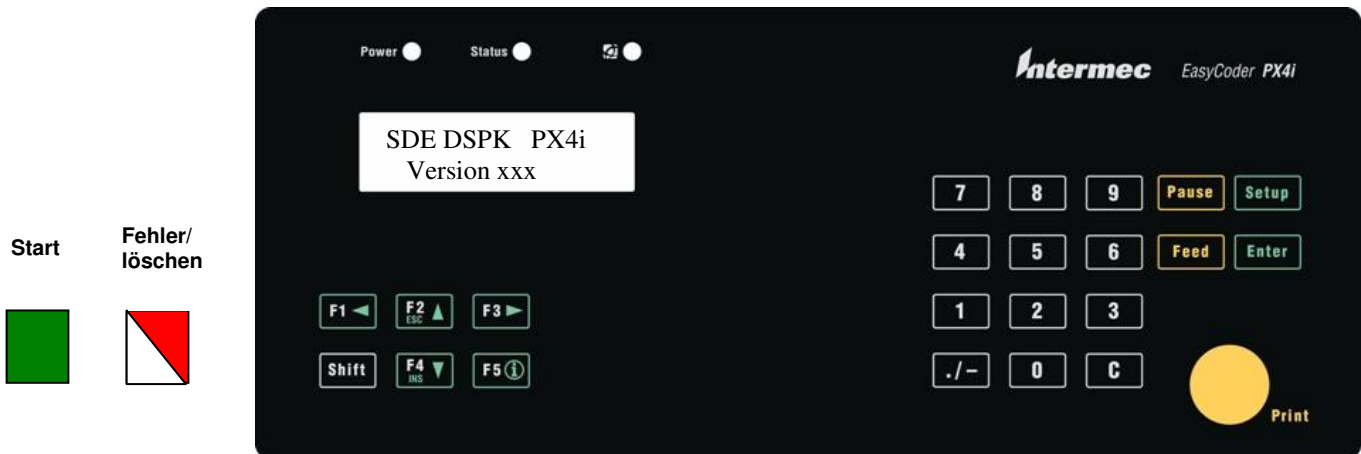 Power Status
Intermec EasyCoder PX4i
SDE DSPK PX4i
Version xxx
7 8 9 Pause Setup
Start Fehler/
löschen
4 5 6 Feed Enter
F1 F2 F3
ESC
1 2 3
Shift F4 F5 i
INS
./- 0 C
Print